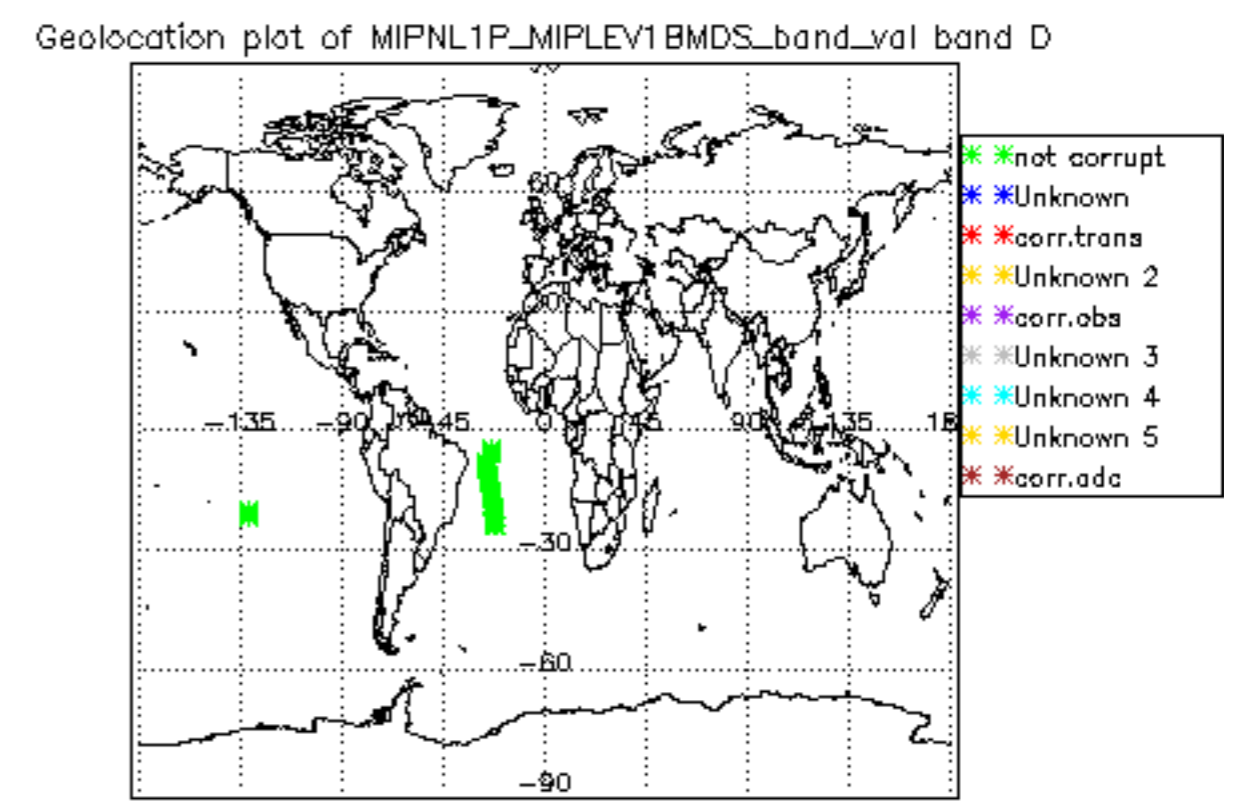 Geolocation plot of MIPNL1P_MIPLEV1BMDS_band_val band D
not corrupt
Unknown
corr.trans
Unknown 2
corr.obs
Unknown 3
Unknown 4
Unknown 5
corr.adc
60
-135 -90 -45 0 45 90 135
-30
-60
-90